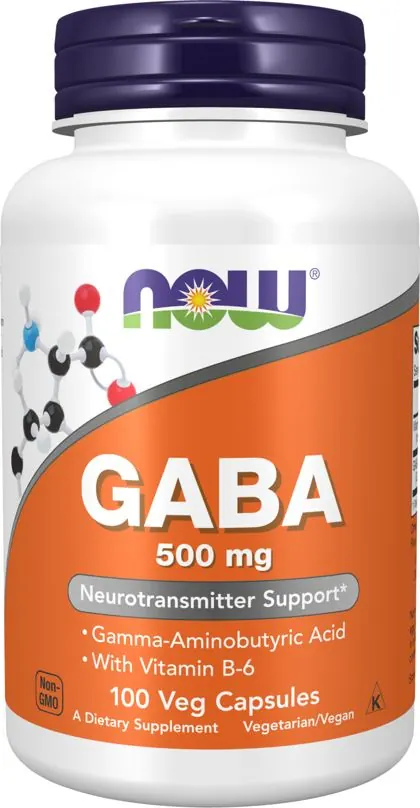 now®
GABA
500 mg
Neurotransmitter Support*
• Gamma-Aminobutyric Acid
• With Vitamin B-6
100 Veg Capsules
Non-
GMO
A Dietary Supplement Vegetarian/Vegan
K